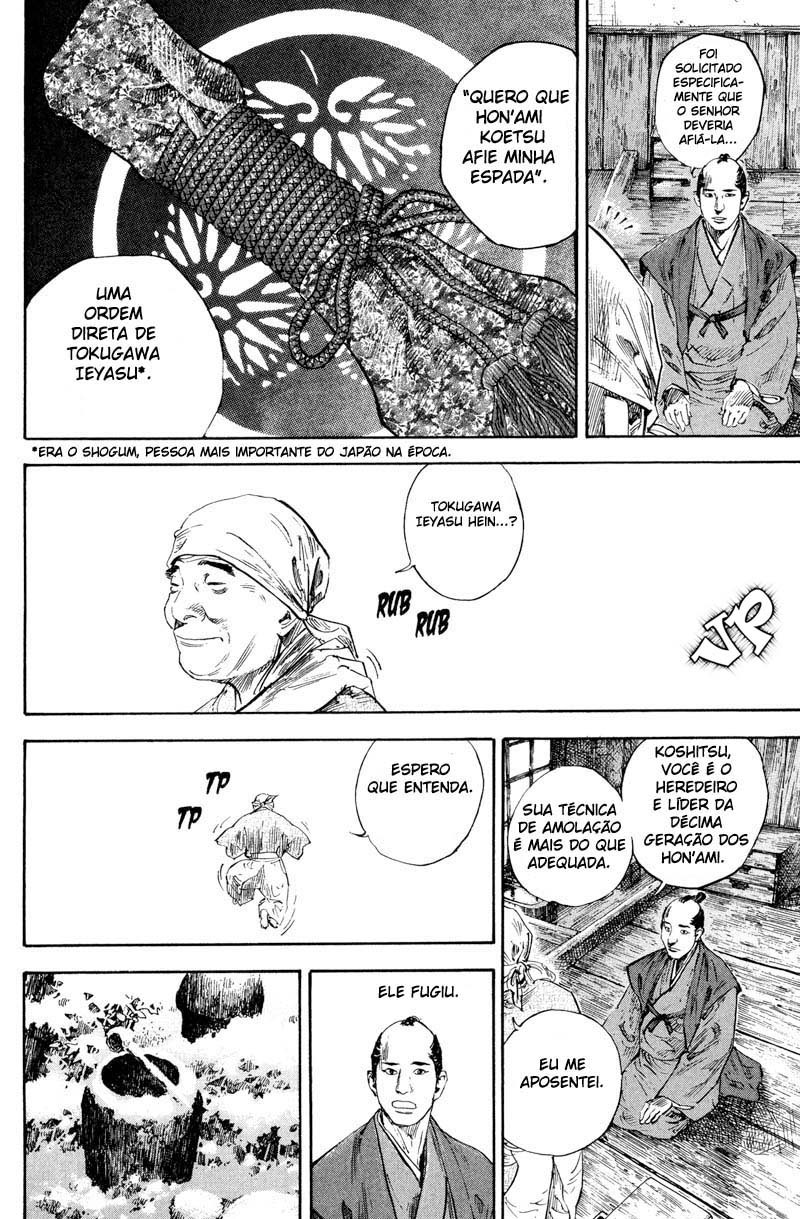 FOI
SOLICITADO
ESPECIFICA-
MENTE QUE
O SENHOR
DEVERIA
AFIÁ-LA...
"QUERO QUE
HON'AMI
KOETSU
AFIE MINHA
ESPADA".
UMA
ORDEM
DIRETA DE
TOKUGAWA
IEYASU*.
*ERA O SHOGUM, PESSOA MAIS IMPORTANTE DO JAPÃO NA ÉPOCA.
VP
TOKUGAWA
IEYASU HEIN...?
RUB
RUB
KOSHITSU,
VOCÊ É O
HEREDEIRO
E LÍDER DA
DÉCIMA
GERAÇÃO DOS
HON'AMI.
SUA TÉCNICA
DE AMOLAÇÃO
É MAIS DO QUE
ADEQUADA.
EU ME
APOSENTEI.
ESPERO
QUE ENTENDA.
TP
TP
ELE FUGIU.